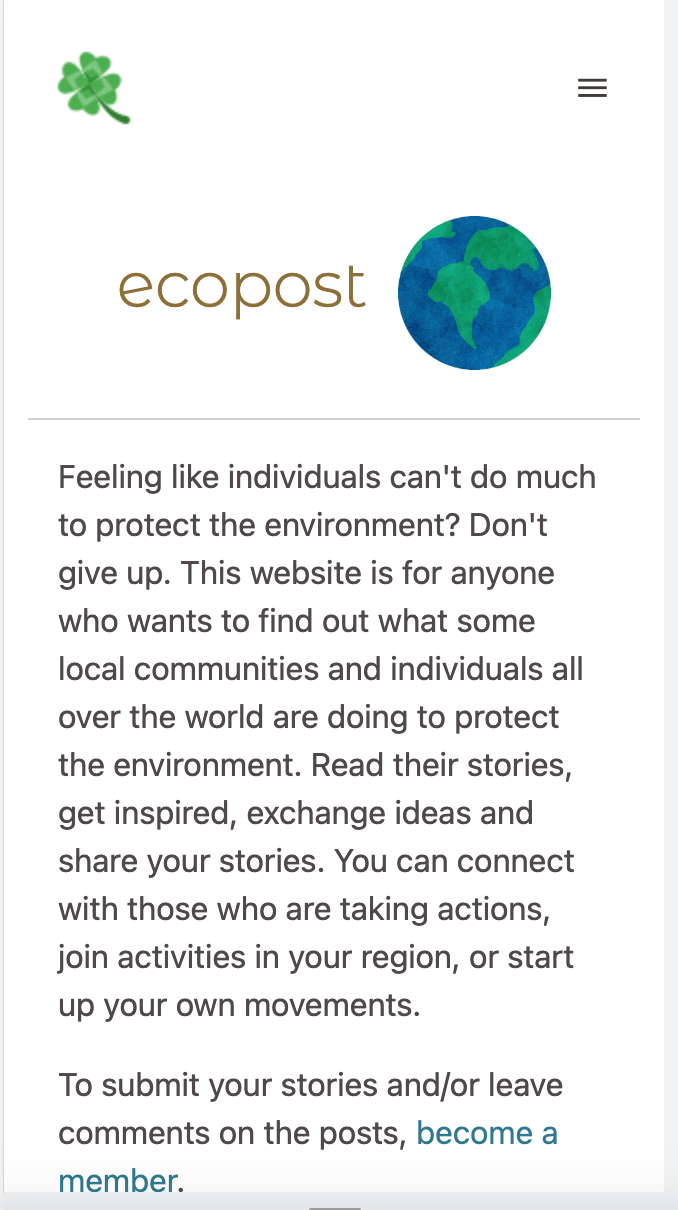 ecopost
Feeling like individuals can't do much
to protect the environment? Don't
give up. This website is for anyone
who wants to find out what some
local communities and individuals all
over the world are doing to protect
the environment. Read their stories,
get inspired, exchange ideas and
share your stories. You can connect
with those who are taking actions,
join activities in your region, or start
up your own movements.
To submit your stories and/or leave
comments on the posts, become a
member.